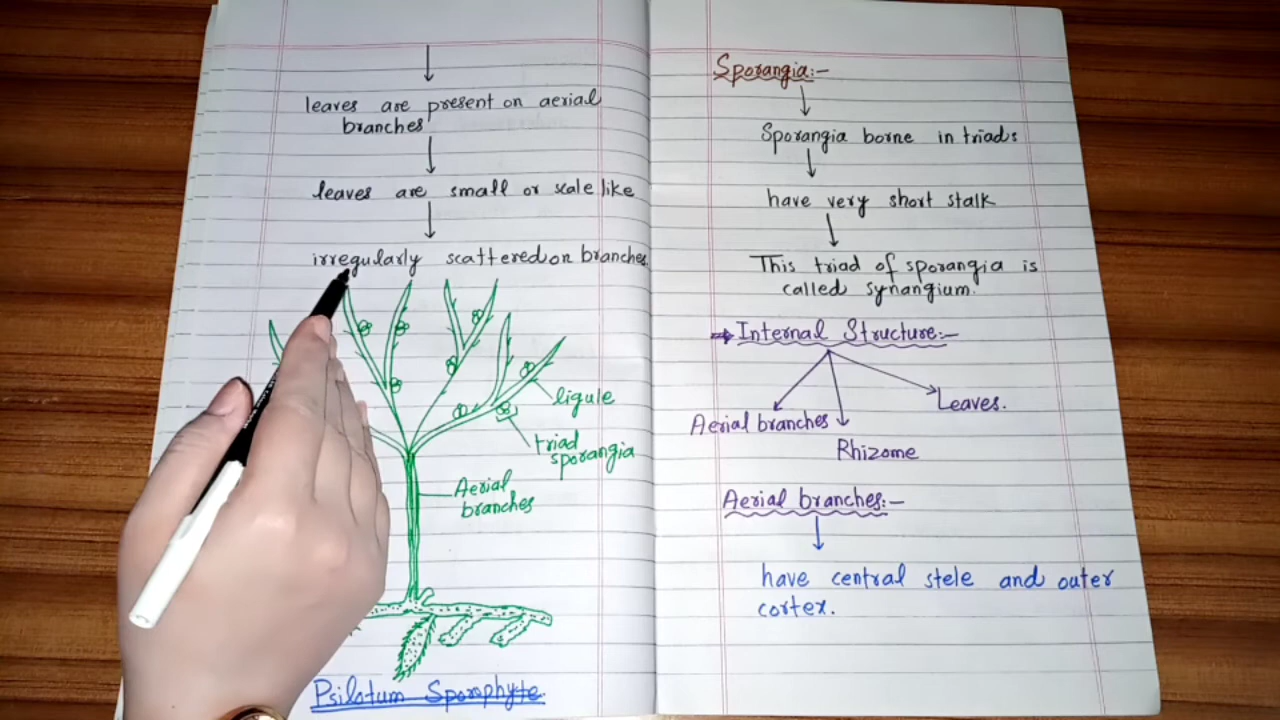 leaves are present on aerial
branches
leaves are small or scale like
irregularly scattered on branches.
ligule
triad
sporangia
Aerial
branches
Psilotum Sporophyte
Sporangia:-
Sporangia borne in triads
have very short stalk
This triad of sporangia is
called synangium.
Internal Structure:-
Leaves.
Aerial branches
Rhizome
Aerial branches:-
have central stele and outer
cortex.